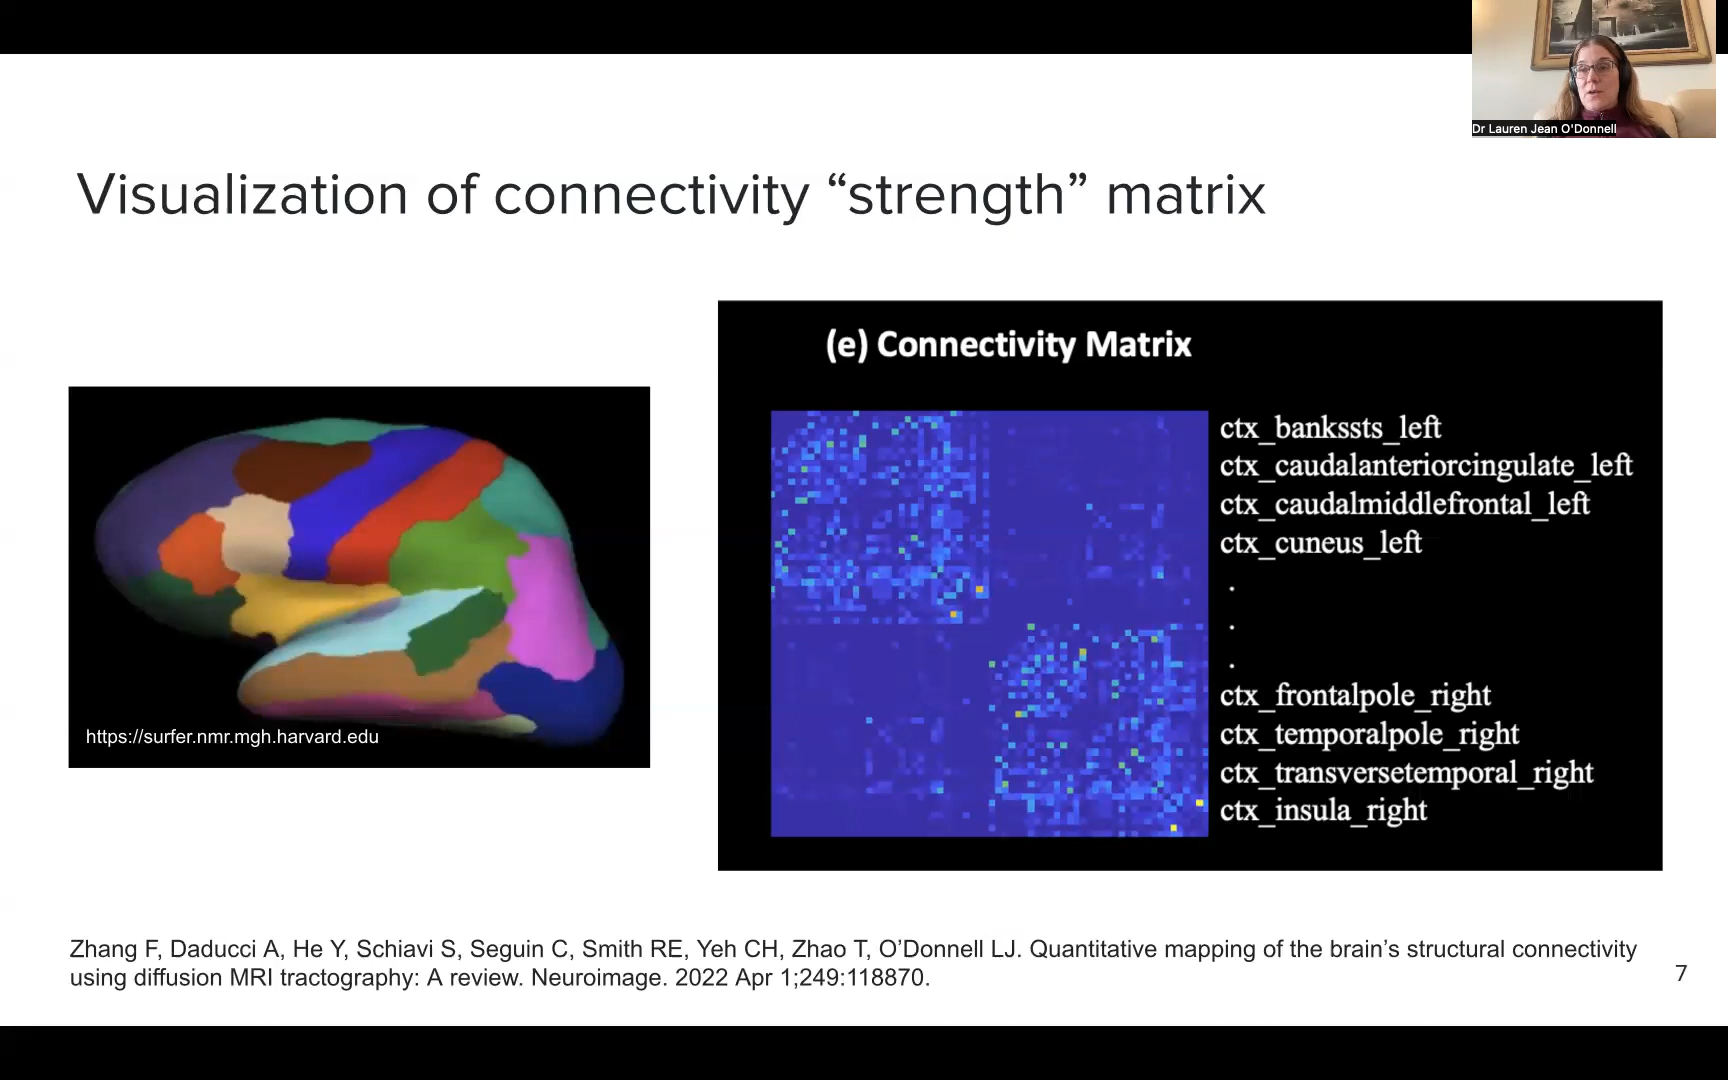 Dr Lauren Jean O'Donnell
Visualization of connectivity “strength” matrix
(e) Connectivity Matrix
ctx_bankssts_left
ctx_caudalanteriorcingulate_left
ctx_caudalmiddlefrontal_left
ctx_cuneus_left
.
.
.
ctx_frontalpole_right
ctx_temporalpole_right
ctx_transversetemporal_right
ctx_insula_right
https://surfer.nmr.mgh.harvard.edu
Zhang F, Daducci A, He Y, Schiavi S, Seguin C, Smith RE, Yeh CH, Zhao T, O’Donnell LJ. Quantitative mapping of the brain’s structural connectivity
using diffusion MRI tractography: A review. Neuroimage. 2022 Apr 1;249:118870.
7